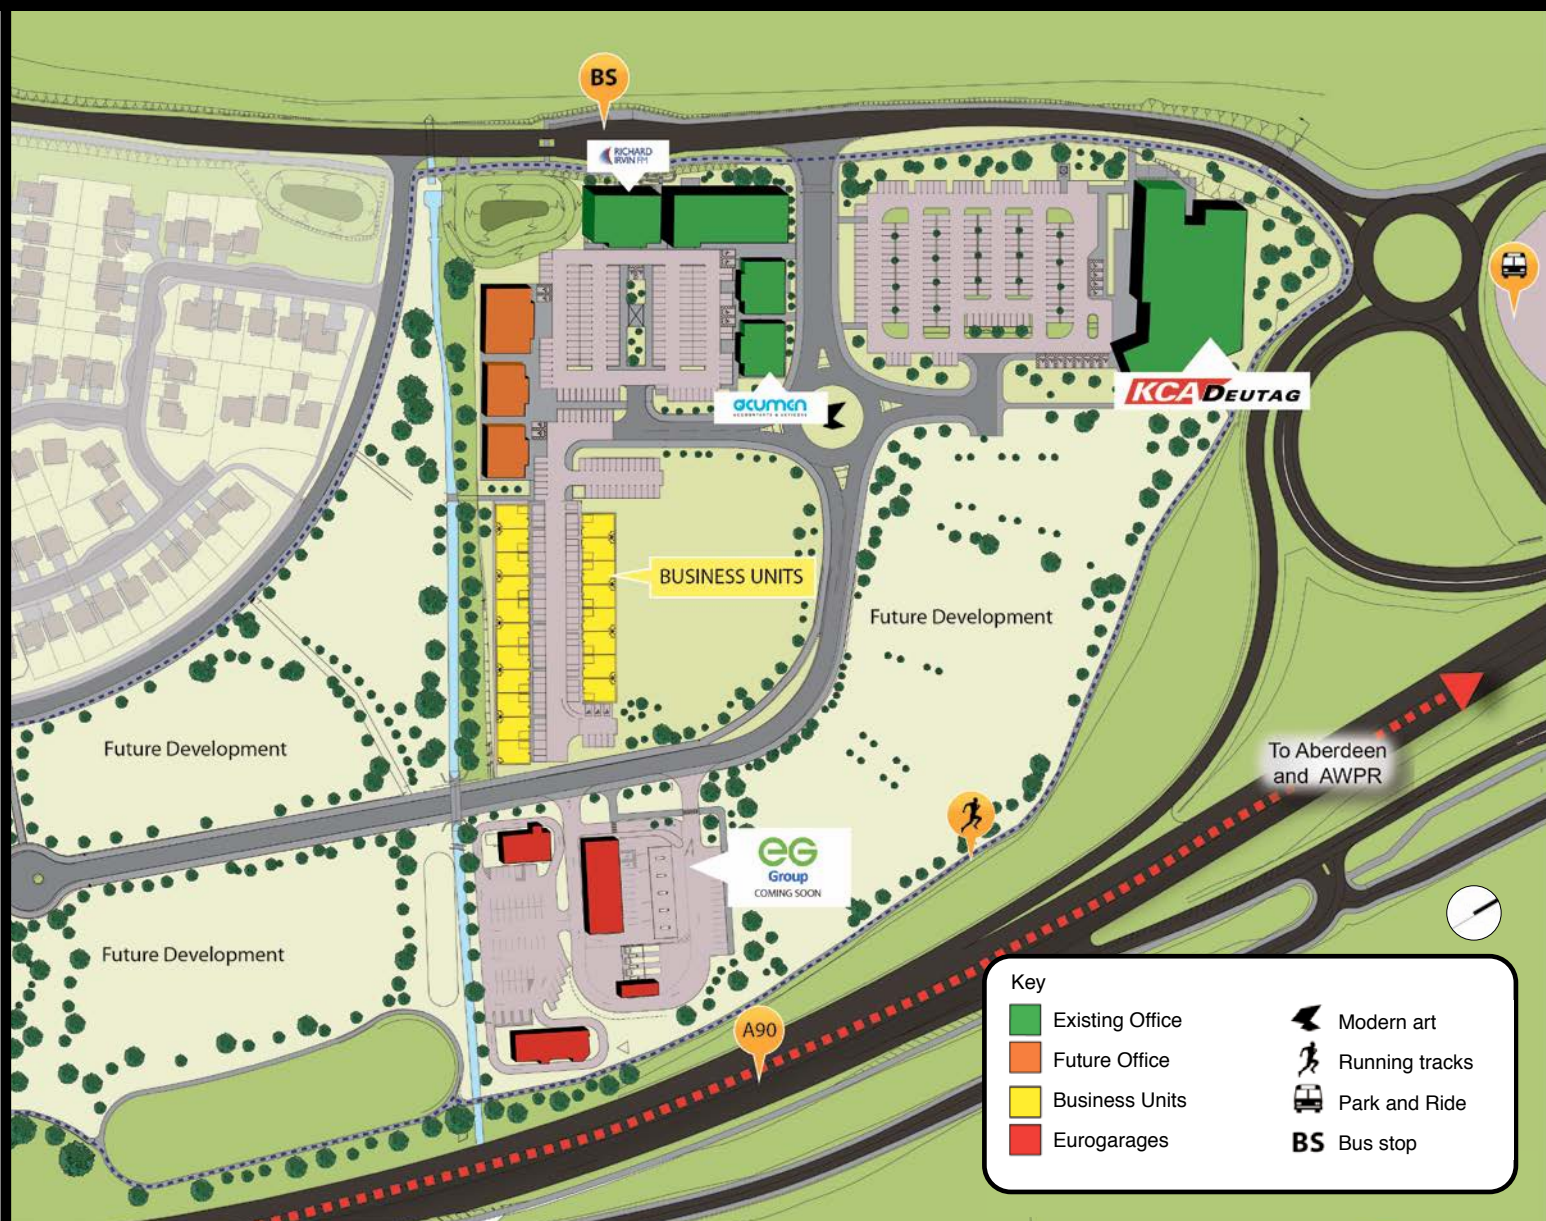 BS
RICHARD
IRVIN FM
acumen
ACCOUNTANTS & ADVISORS
KCA DEUTAG
BUSINESS UNITS
Future Development
Future Development
To Aberdeen
and AWPR
eG
Group
COMING SOON
Future Development
A90
Key
Existing Office
Future Office
Business Units
Eurogarages
Modern art
Running tracks
Park and Ride
BS Bus stop